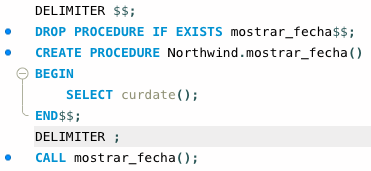 DELIMITER $$;
DROP PROCEDURE IF EXISTS mostrar_fecha$$;
CREATE PROCEDURE Northwind.mostrar_fecha()
BEGIN
    SELECT curdate();
END$$;
DELIMITER ;
CALL mostrar_fecha();